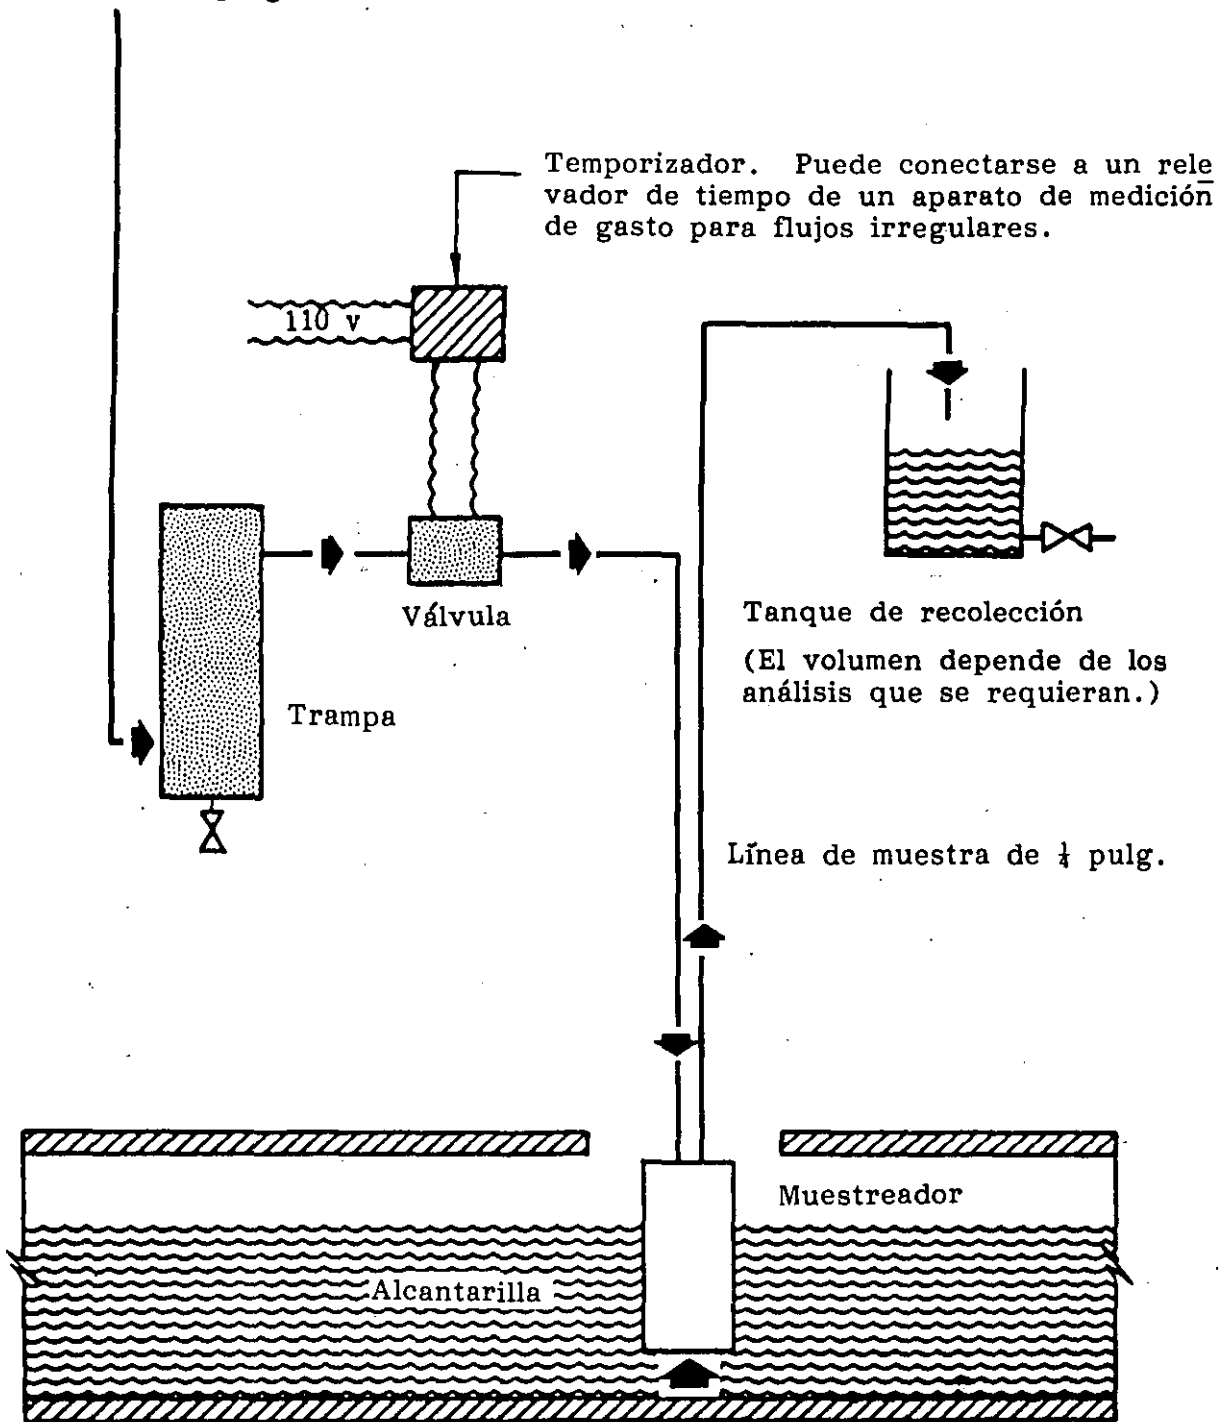 Temporizador. Puede conectarse a un rele
vador de tiempo de un aparato de medición
de gasto para flujos irregulares.
110 v
Válvula
Tanque de recolección
(El volumen depende de los
análisis que se requieran.)
Trampa
Línea de muestra de ¼ pulg.
Muestreador
Alcantarilla